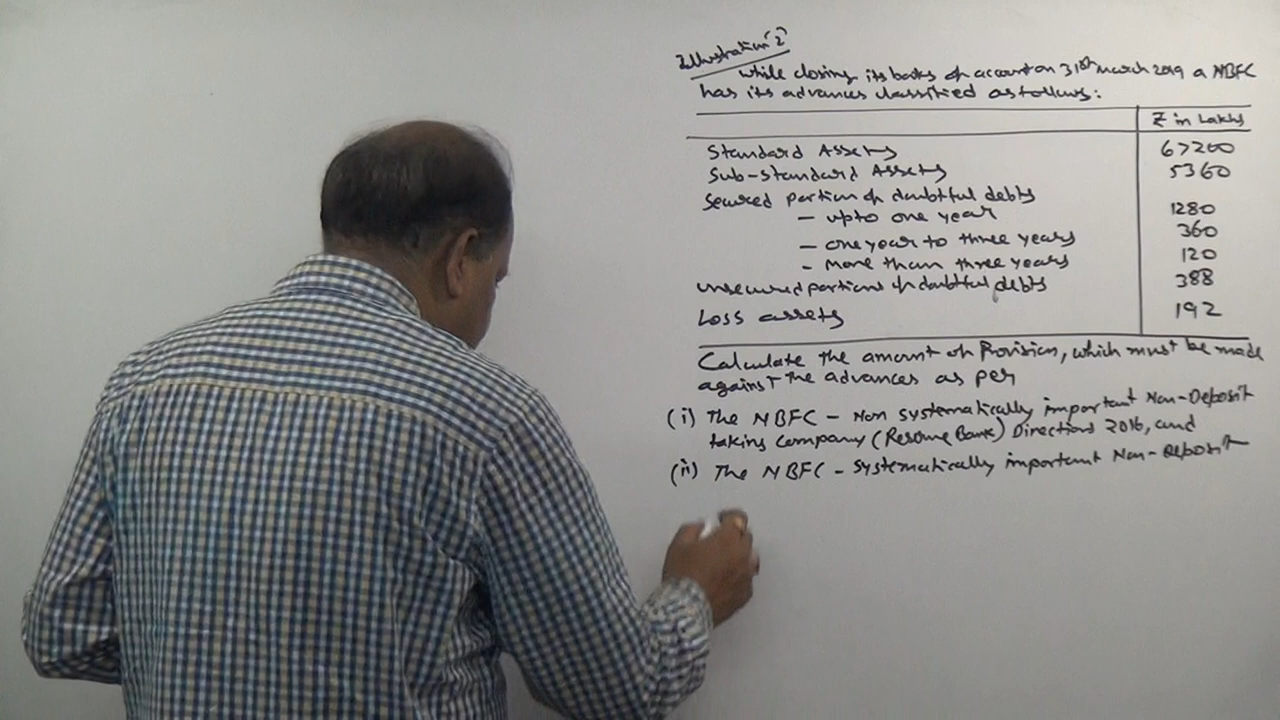 Illustration '2'
while closing its books of account on 31st March 2019 a NBFC
has its advances classified as follows:
₹ in Lakhs
Standard Assets 67200
Sub-standard Assets 5360
Secured portion of doubtful debts
- upto one year 1280
- one year to three years 360
- More than three years 120
unsecured portions of doubtful debts 388
Loss assets 192
Calculate the amount of Provision, which must be made
against the advances as per
(i) The NBFC - Non systematically important Non-Deposit
taking company (Reserve Bank) Directions 2016, and
(ii) The NBFC - systematically important Non-Deposit